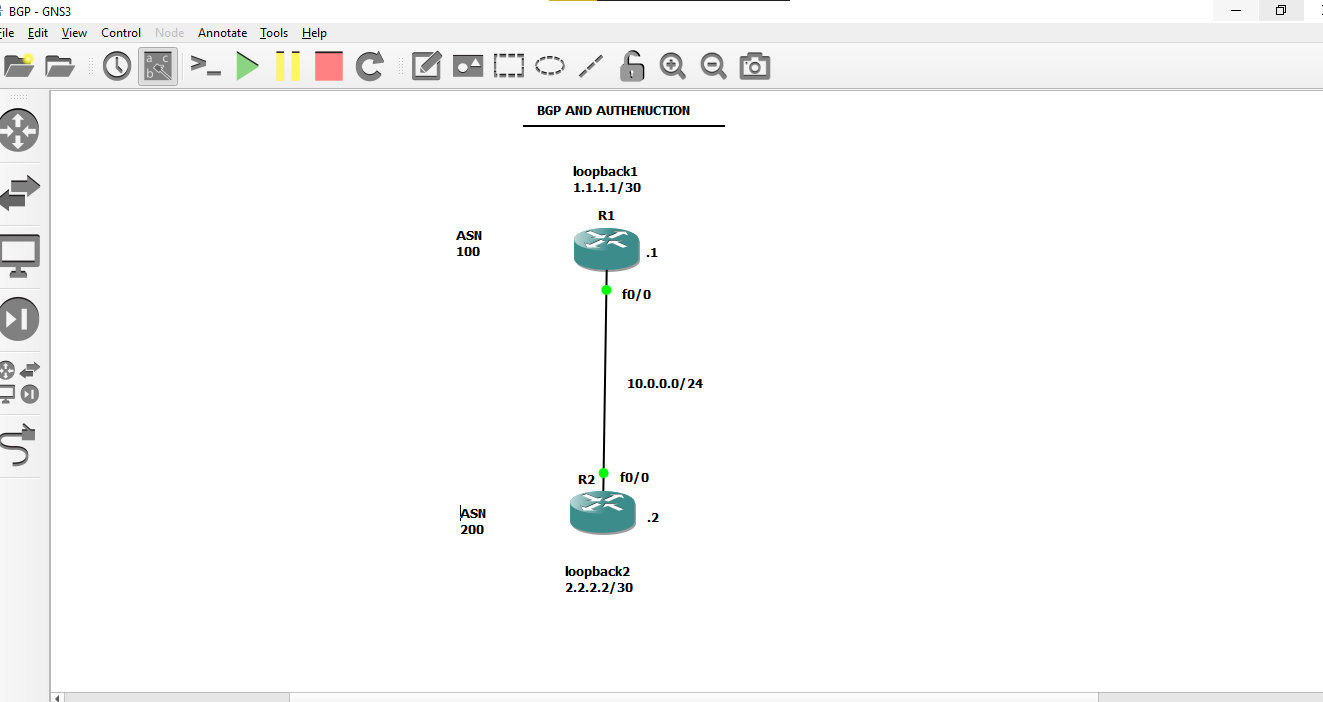 BGP - GNS3
ile Edit View Control Node Annotate Tools Help
BGP AND AUTHENUCTION
loopback1
1.1.1.1/30
R1
ASN
100
.1
f0/0
10.0.0.0/24
R2
f0/0
ASN
200
.2
loopback2
2.2.2.2/30